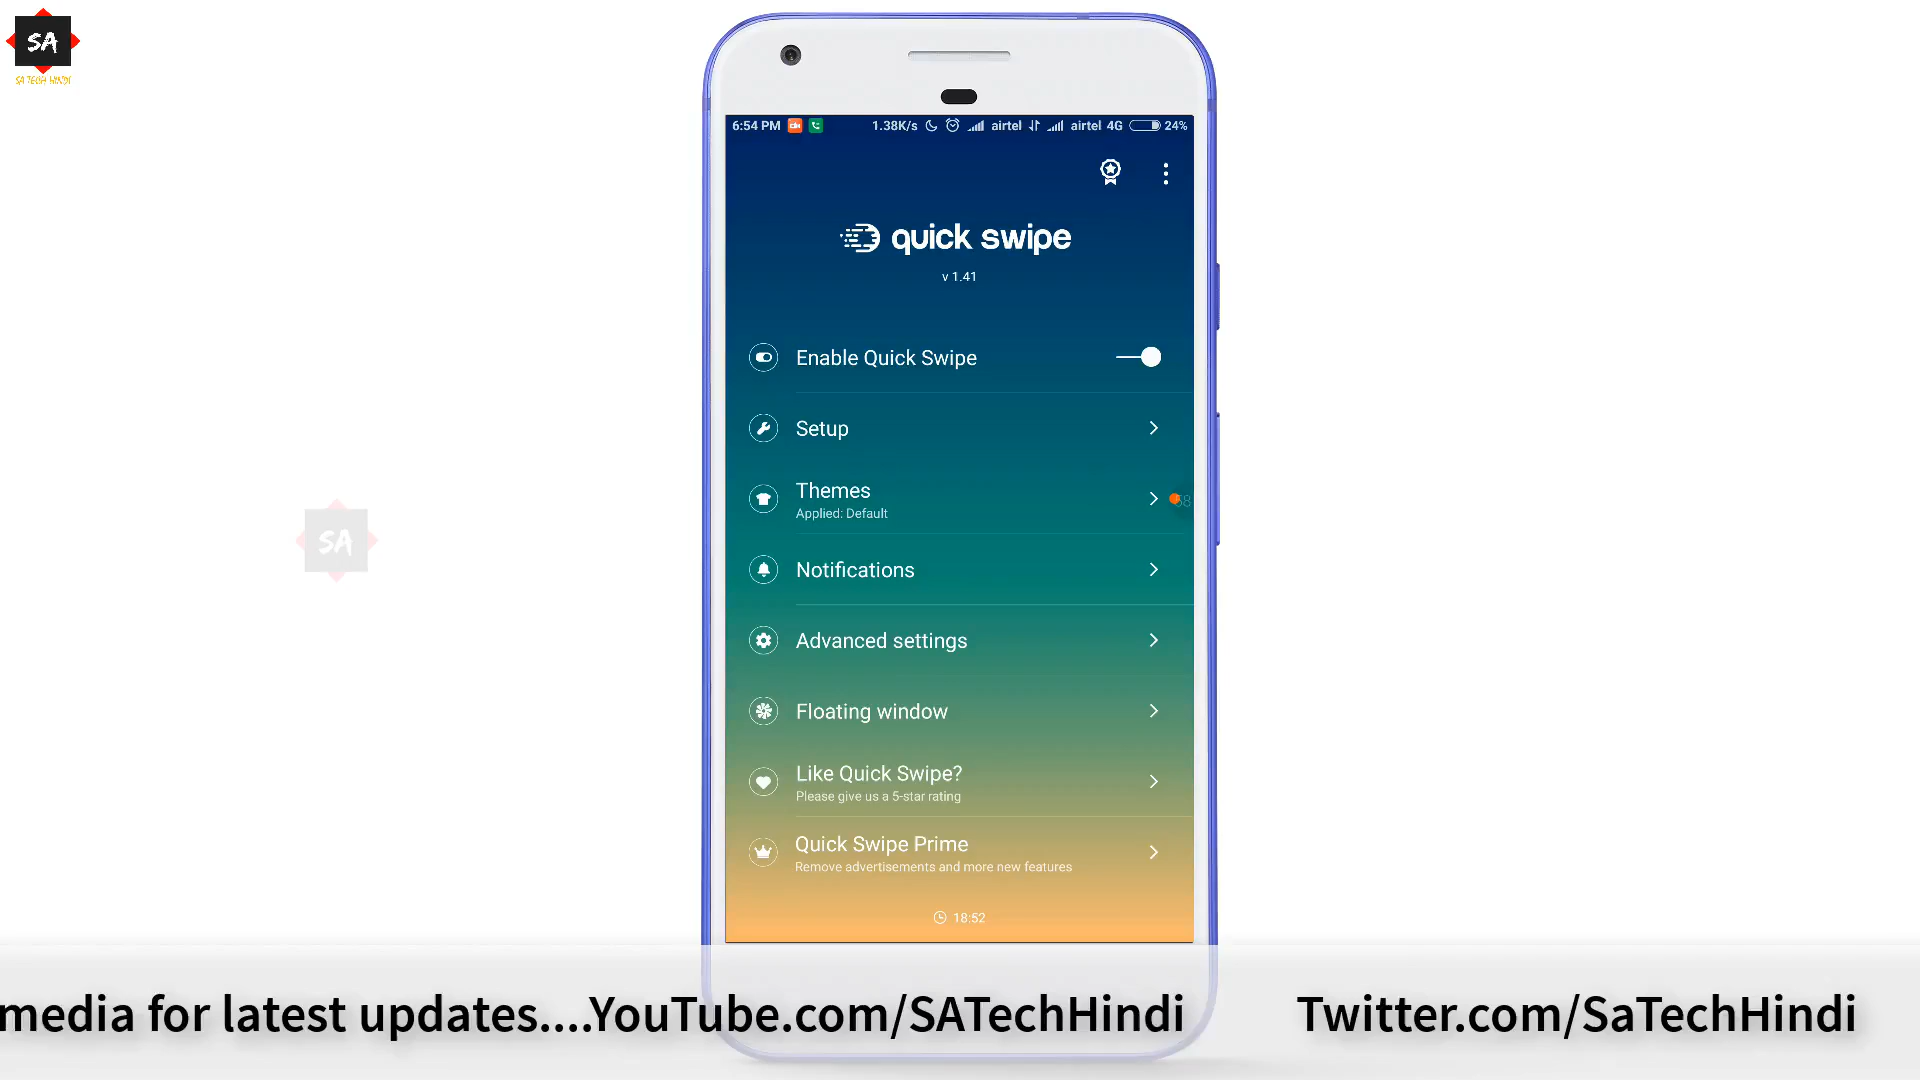 SA
SA TECH HINDI
6:54 PM 1.38K/s airtel airtel 4G 24%
quick swipe
v 1.41
Enable Quick Swipe
Setup
Themes
Applied: Default
58
Notifications
Advanced settings
Floating window
SA
Like Quick Swipe?
Please give us a 5-star rating
Quick Swipe Prime
Remove advertisements and more new features
18:52
media for latest updates....YouTube.com/SATechHindi Twitter.com/SaTechHindi